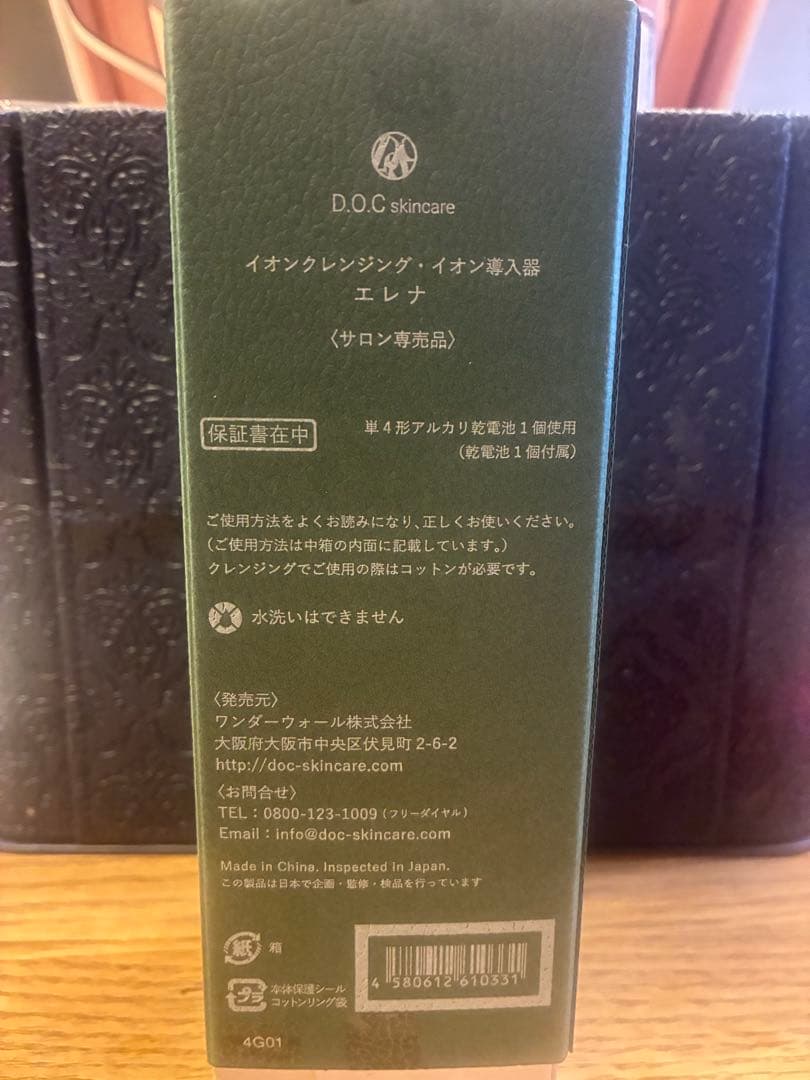 D.O.C skincare
イオンクレンジング・イオン導入器
エレナ
〈サロン専売品〉
保証書在中
単4形アルカリ乾電池1個使用
(乾電池1個付属)
ご使用方法をよくお読みになり、正しくお使いください。
(ご使用方法は中箱の内面に記載しています。)
クレンジングでご使用の際はコットンが必要です。
水洗いはできません
〈発売元〉
ワンダーウォール株式会社
大阪府大阪市中央区伏見町2-6-2
http://doc-skincare.com
〈お問合せ〉
TEL：0800-123-1009（フリーダイヤル）
Email：info@doc-skincare.com
Made in China. Inspected in Japan.
この製品は日本で企画・監修・検品を行っています
紙 箱
プラ 本体保護シール
コットンリング袋
4 580612 610331
4G01